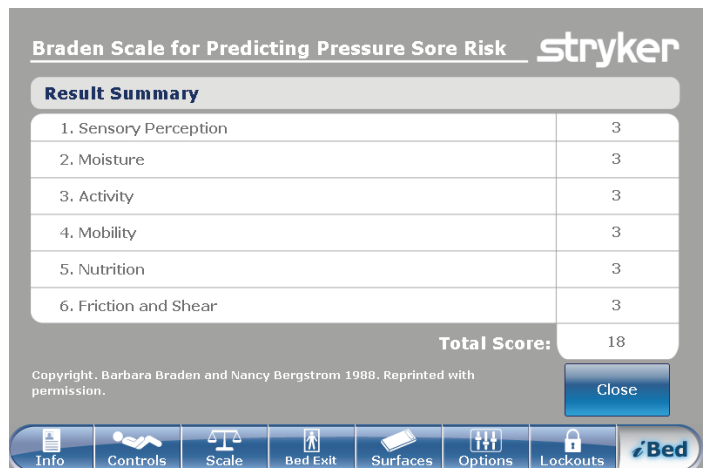 Braden Scale for Predicting Pressure Sore Risk
stryker
Result Summary
1. Sensory Perception 3
2. Moisture 3
3. Activity 3
4. Mobility 3
5. Nutrition 3
6. Friction and Shear 3
Total Score: 18
Copyright. Barbara Braden and Nancy Bergstrom 1988. Reprinted with
permission.
Close
Info Controls Scale Bed Exit Surfaces Options Lockouts iBed